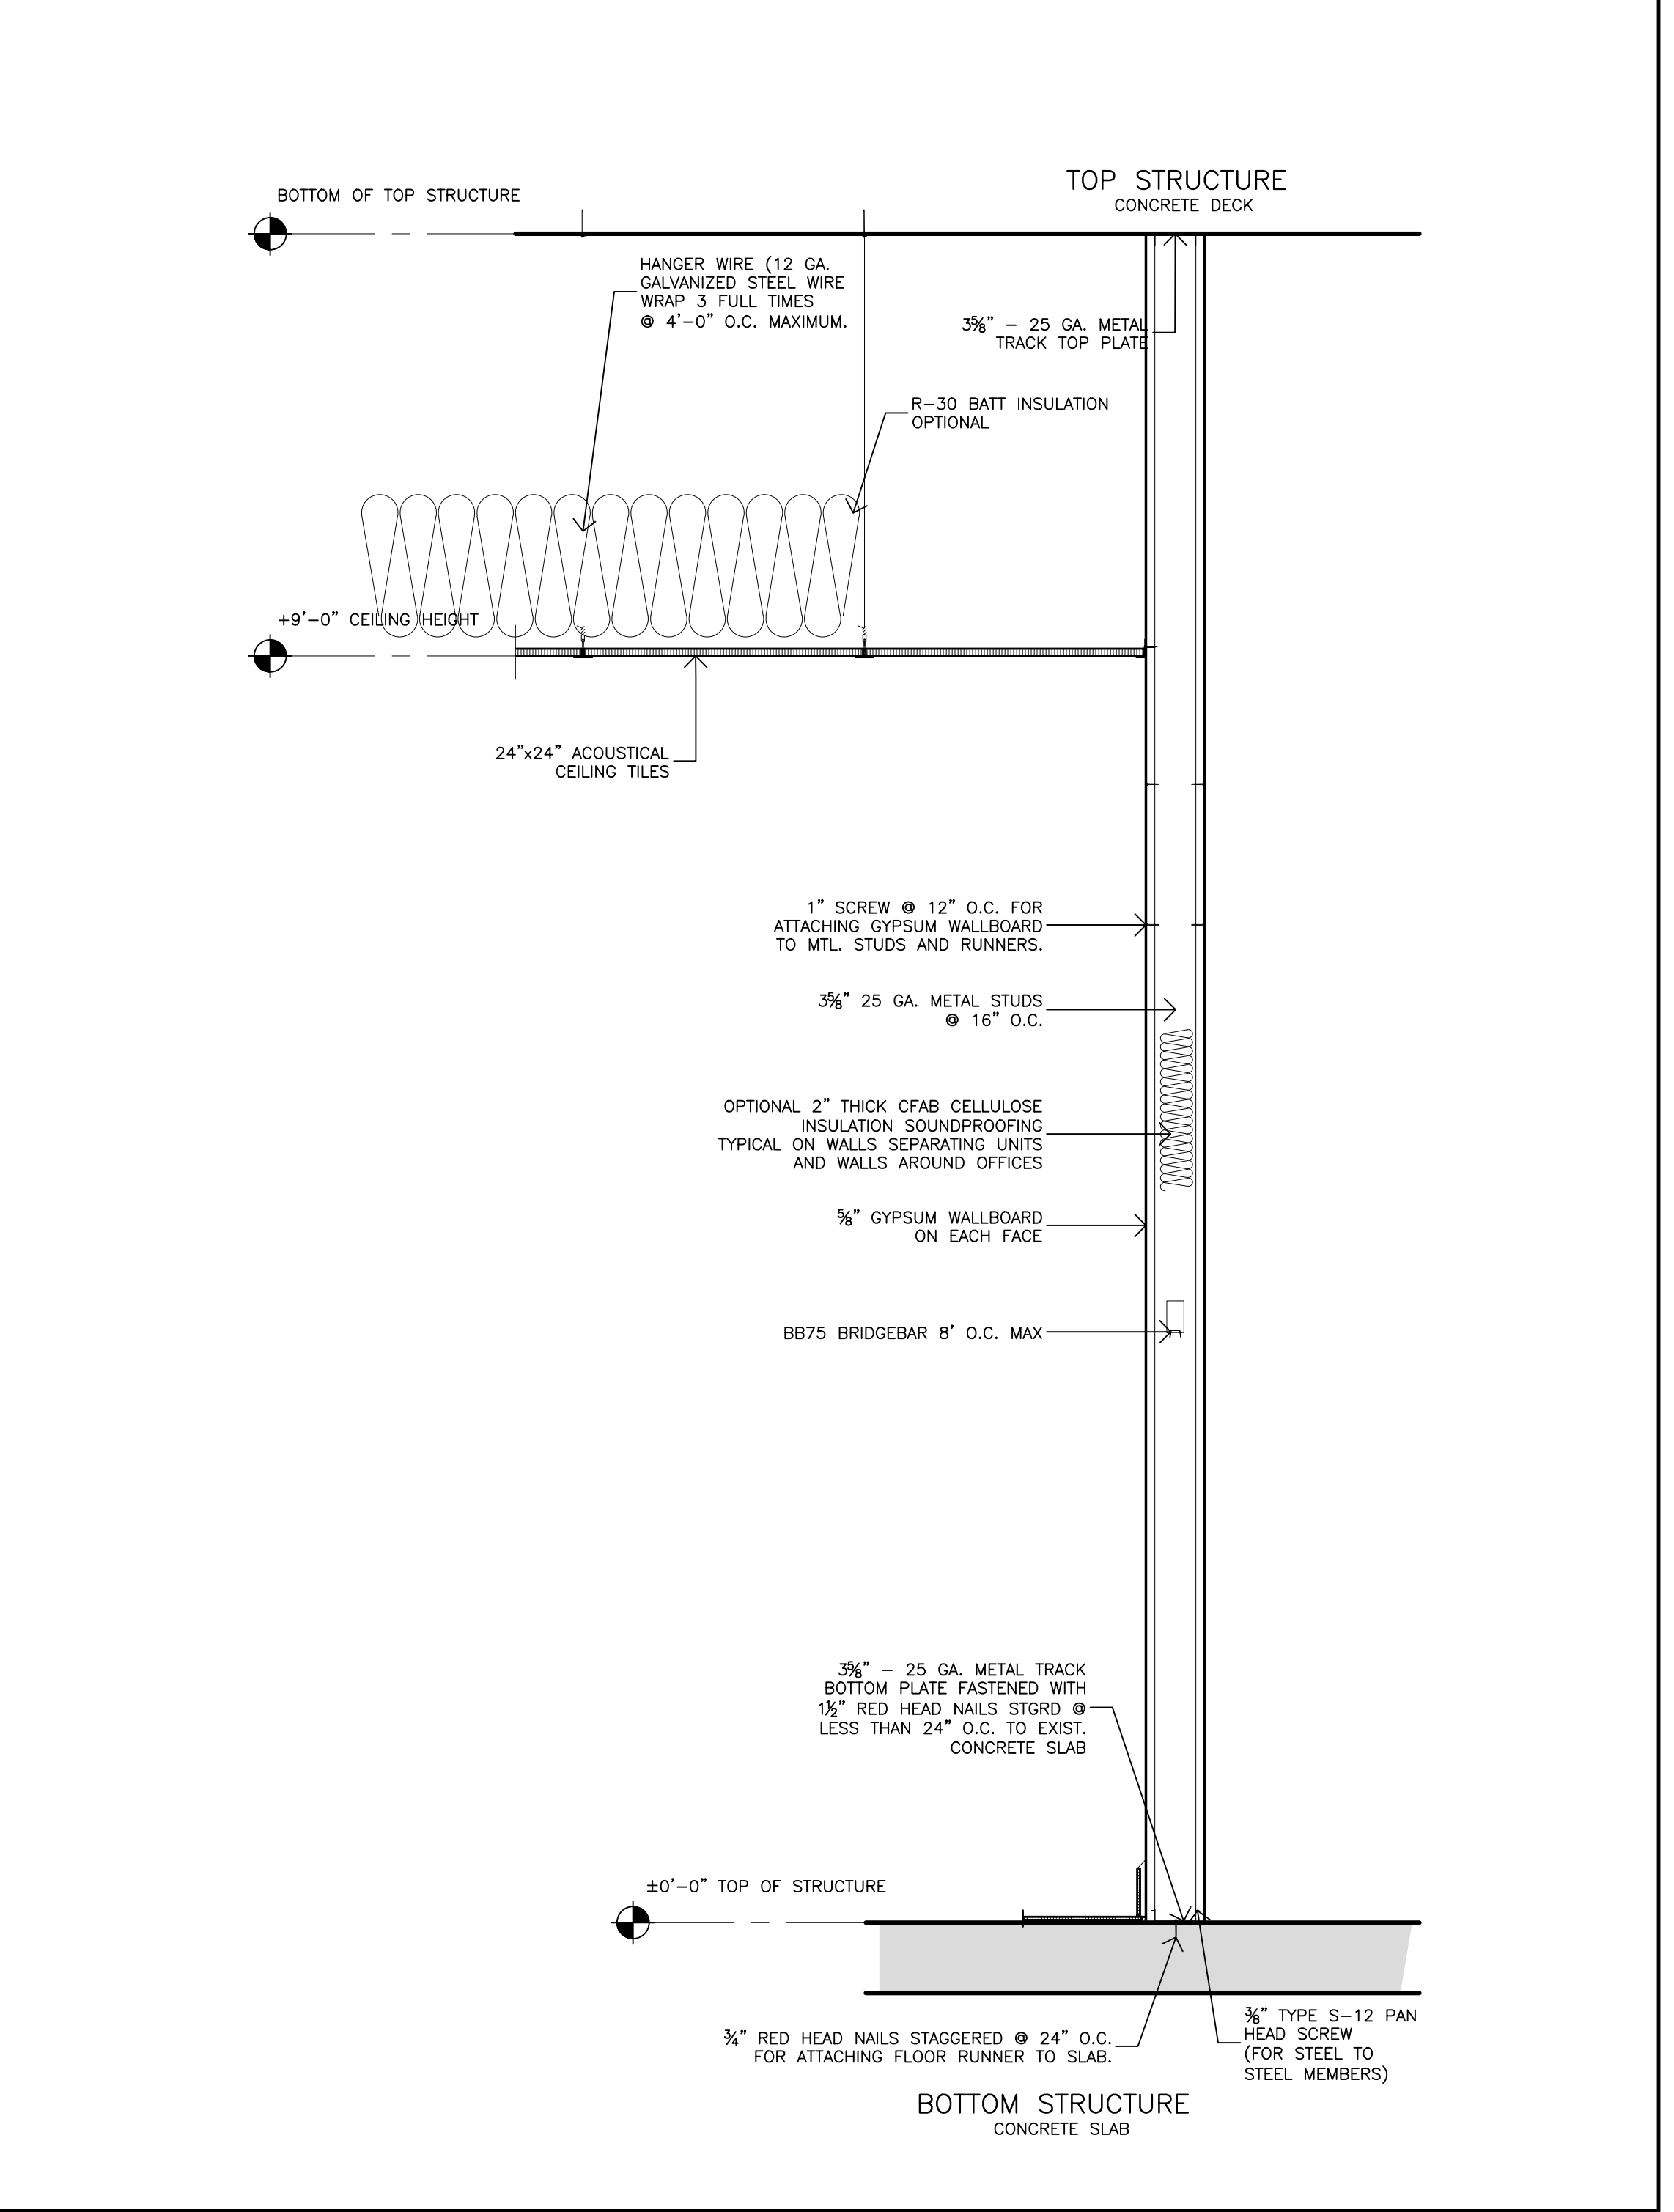 TOP STRUCTURE
CONCRETE DECK
BOTTOM OF TOP STRUCTURE
HANGER WIRE (12 GA.
GALVANIZED STEEL WIRE
WRAP 3 FULL TIMES
@ 4'-0" O.C. MAXIMUM.
3⅝" - 25 GA. METAL
TRACK TOP PLATE
R-30 BATT INSULATION
OPTIONAL
+9'-0" CEILING HEIGHT
24"x24" ACOUSTICAL
CEILING TILES
1" SCREW @ 12" O.C. FOR
ATTACHING GYPSUM WALLBOARD
TO MTL. STUDS AND RUNNERS.
3⅝" 25 GA. METAL STUDS
@ 16" O.C.
OPTIONAL 2" THICK CFAB CELLULOSE
INSULATION SOUNDPROOFING
TYPICAL ON WALLS SEPARATING UNITS
AND WALLS AROUND OFFICES
⅝" GYPSUM WALLBOARD
ON EACH FACE
BB75 BRIDGEBAR 8' O.C. MAX
3⅝" - 25 GA. METAL TRACK
BOTTOM PLATE FASTENED WITH
1½" RED HEAD NAILS STGRD @
LESS THAN 24" O.C. TO EXIST.
CONCRETE SLAB
±0'-0" TOP OF STRUCTURE
¾" RED HEAD NAILS STAGGERED @ 24" O.C.
FOR ATTACHING FLOOR RUNNER TO SLAB.
⅜" TYPE S-12 PAN
HEAD SCREW
(FOR STEEL TO
STEEL MEMBERS)
BOTTOM STRUCTURE
CONCRETE SLAB